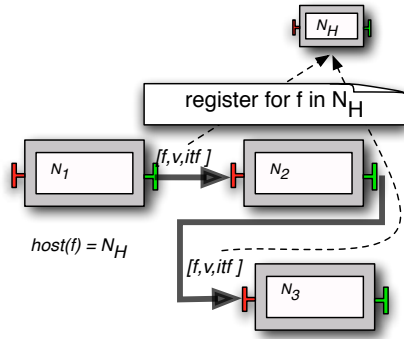 N_H
register for f in N_H
[f,v,itf ]
N_1
N_2
host(f) = N_H
[f,v,itf ]
N_3